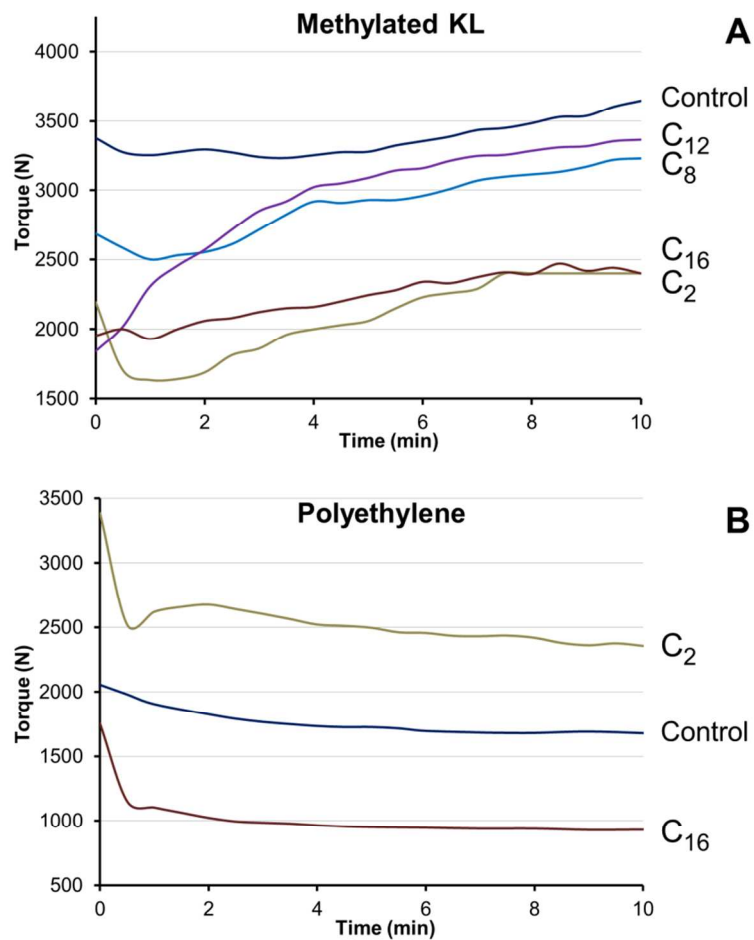 Methylated KL
A
4000
3500
3000
2500
2000
1500
Torque (N)
0 2 4 6 8 10
Time (min)
Control
C12
C8
C16
C2
Polyethylene
B
3500
3000
2500
2000
1500
1000
500
Torque (N)
0 2 4 6 8 10
Time (min)
C2
Control
C16